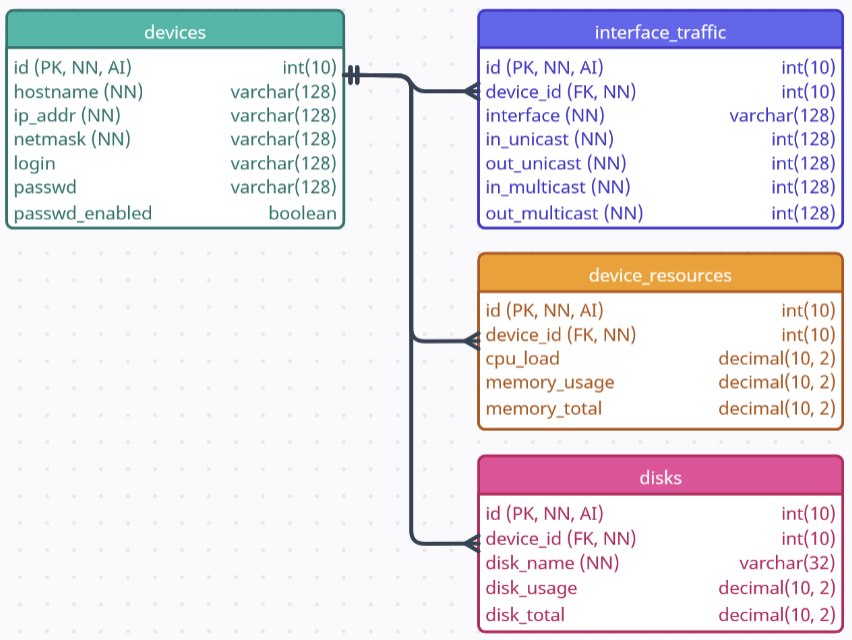 devices
id (PK, NN, AI) int(10)
hostname (NN) varchar(128)
ip_addr (NN) varchar(128)
netmask (NN) varchar(128)
login varchar(128)
passwd varchar(128)
passwd_enabled boolean
interface_traffic
id (PK, NN, AI) int(10)
device_id (FK, NN) int(10)
interface (NN) varchar(128)
in_unicast (NN) int(128)
out_unicast (NN) int(128)
in_multicast (NN) int(128)
out_multicast (NN) int(128)
device_resources
id (PK, NN, AI) int(10)
device_id (FK, NN) int(10)
cpu_load decimal(10, 2)
memory_usage decimal(10, 2)
memory_total decimal(10, 2)
disks
id (PK, NN, AI) int(10)
device_id (FK, NN) int(10)
disk_name (NN) varchar(32)
disk_usage decimal(10, 2)
disk_total decimal(10, 2)